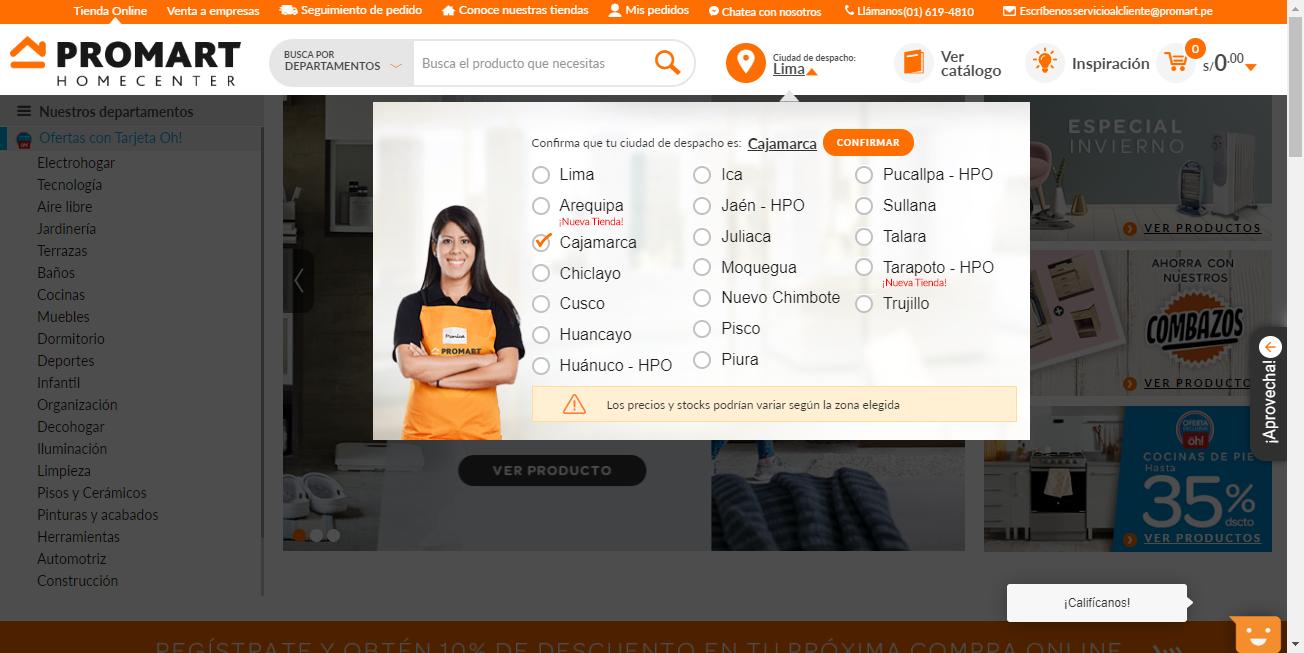 Tienda Online Venta a empresas Seguimiento de pedido Conoce nuestras tiendas Mis pedidos Chatea con nosotros Llámanos(01) 619-4810 Escríbenosservicioalcliente@promart.pe
PROMART
HOMECENTER
BUSCA POR
DEPARTAMENTOS
Busca el producto que necesitas
Ciudad de despacho:
Lima
Ver
catálogo
Inspiración
0
s/0.00
Nuestros departamentos
Ofertas con Tarjeta Oh!
Electrohogar
Tecnología
Aire libre
Jardinería
Terrazas
Baños
Cocinas
Muebles
Dormitorio
Deportes
Infantil
Organización
Decohogar
Iluminación
Limpieza
Pisos y Cerámicos
Pinturas y acabados
Herramientas
Automotriz
Construcción
Confirma que tu ciudad de despacho es: Cajamarca CONFIRMAR
Lima
Arequipa
¡Nueva Tienda!
Cajamarca
Chiclayo
Cusco
Huancayo
Huánuco - HPO
Ica
Jaén - HPO
Juliaca
Moquegua
Nuevo Chimbote
Pisco
Piura
Pucallpa - HPO
Sullana
Talara
Tarapoto - HPO
¡Nueva Tienda!
Trujillo
PROMART
Los precios y stocks podrían variar según la zona elegida
VER PRODUCTO
ESPECIAL
INVIERNO
VER PRODUCTOS
AHORRA CON
NUESTROS
COMBAZOS
VER PRODUCTO
¡Aprovecha!
OFERTA
EXCLUSIVA
oh!
COCINAS DE PIE
Hasta
35%
dscto
VER PRODUCTOS
¡Califícanos!
REGÍSTRATE Y OBTÉN 10% DE DESCUENTO EN TU PRÓXIMA COMPRA ONLINE